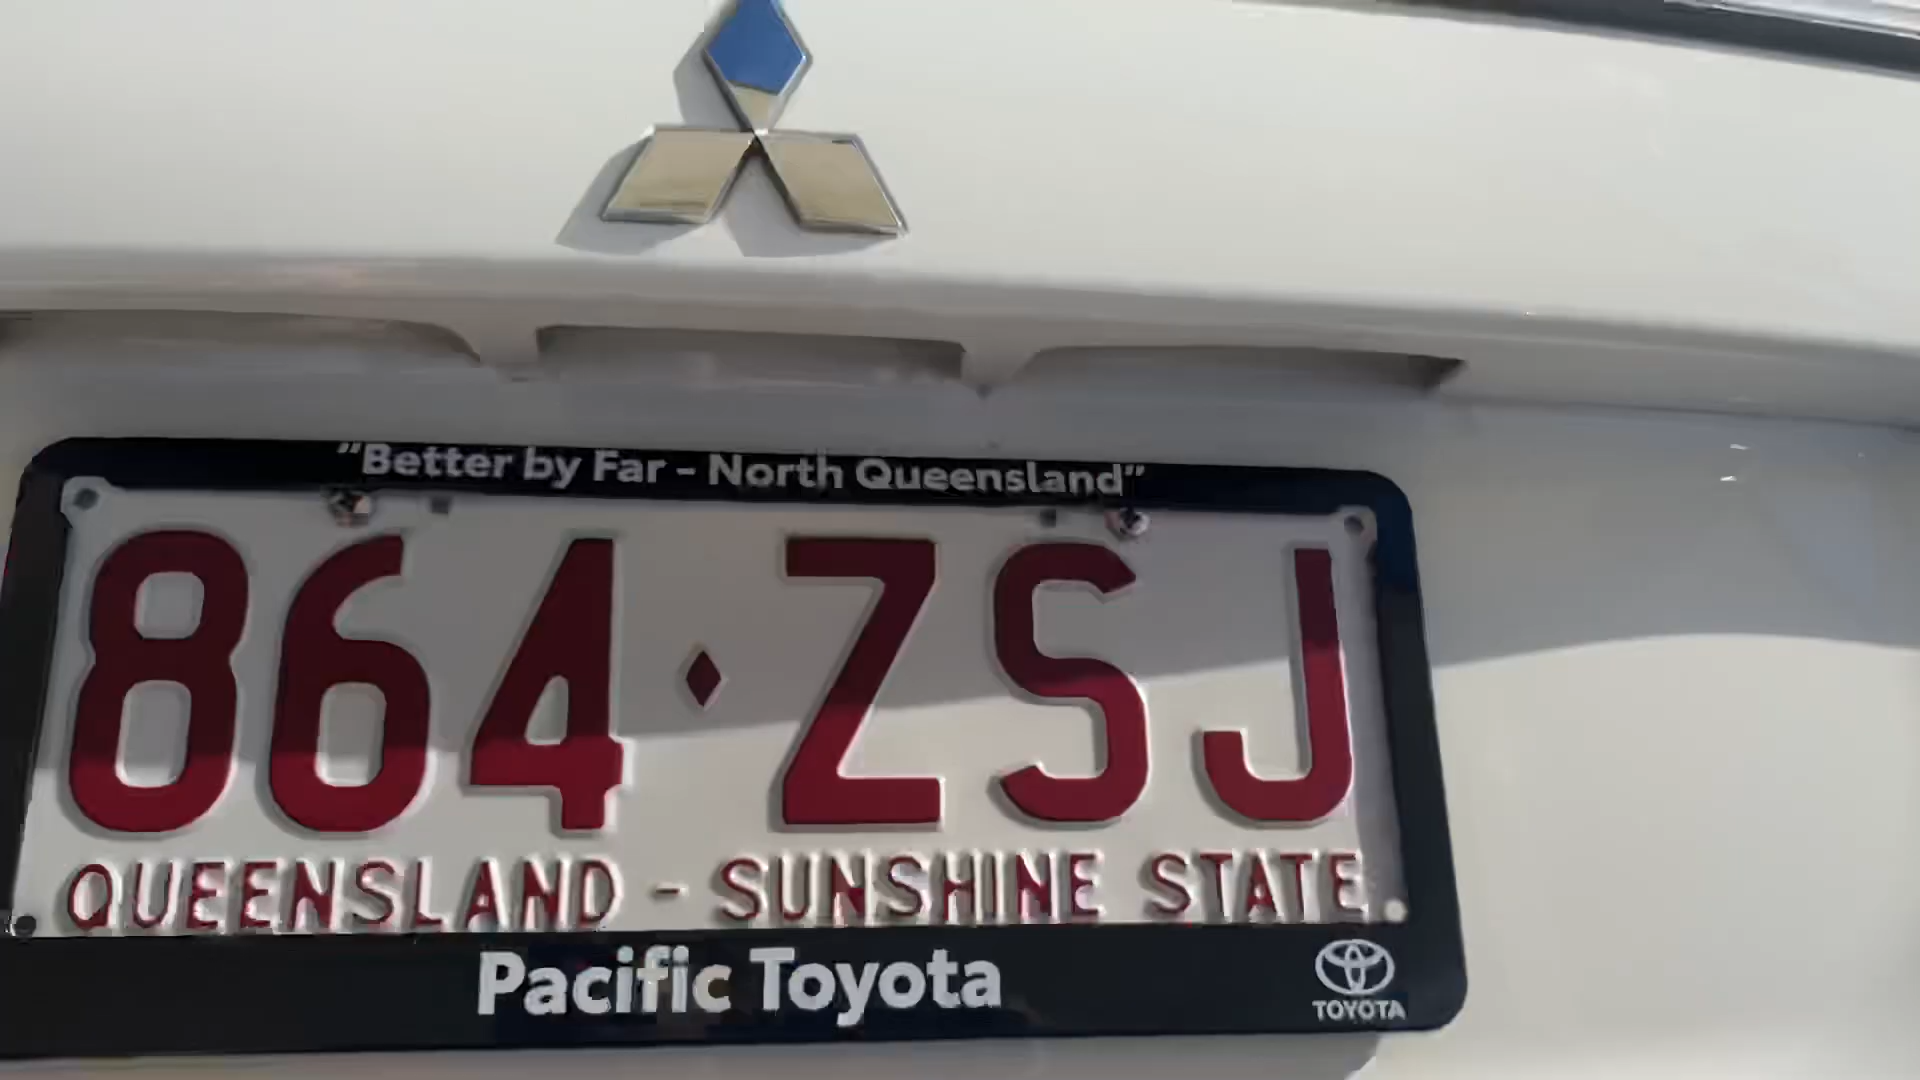 "Better by Far - North Queensland"
864 ZSJ
QUEENSLAND - SUNSHINE STATE
Pacific Toyota
TOYOTA